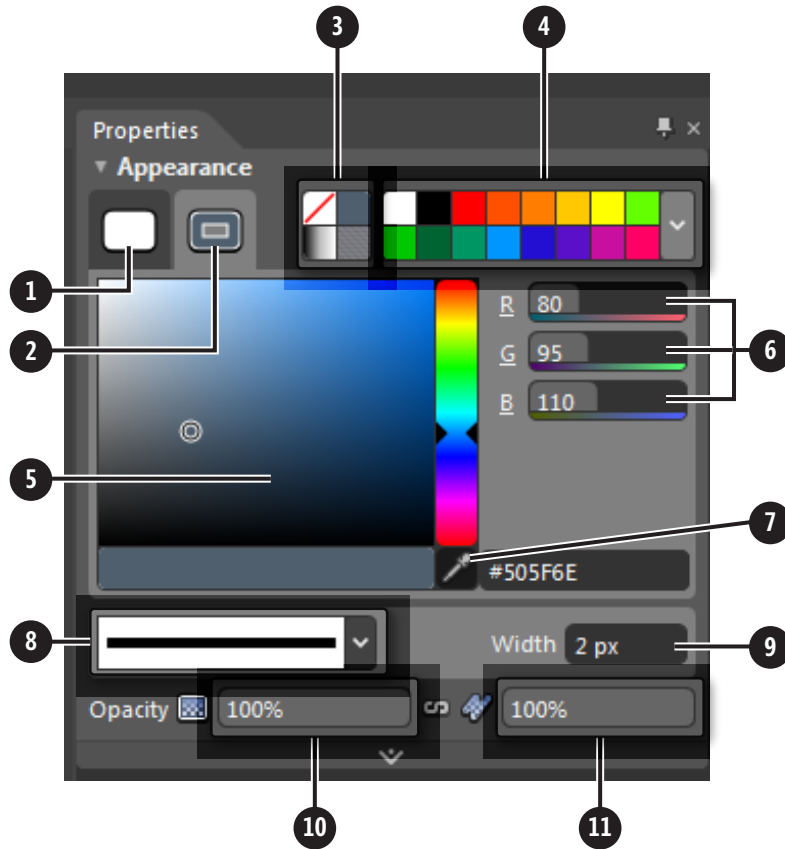 3 4
Properties
Appearance
1
2
R 80
G 95
6
B 110
5
7
#505F6E
8
Width 2 px
9
Opacity 100% 100%
10 11